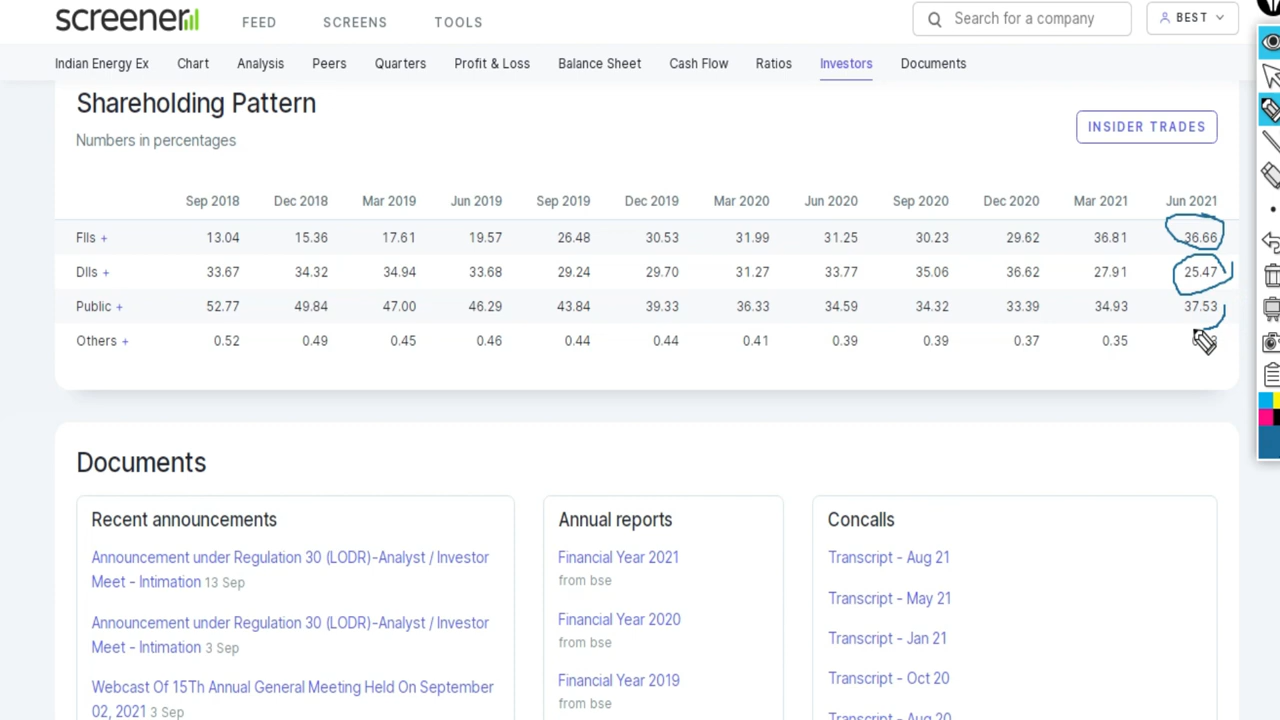 screener FEED SCREENS TOOLS Search for a company BEST
Indian Energy Ex Chart Analysis Peers Quarters Profit & Loss Balance Sheet Cash Flow Ratios Investors Documents
Shareholding Pattern
Numbers in percentages
INSIDER TRADES
Sep 2018 Dec 2018 Mar 2019 Jun 2019 Sep 2019 Dec 2019 Mar 2020 Jun 2020 Sep 2020 Dec 2020 Mar 2021 Jun 2021
FIIs + 13.04 15.36 17.61 19.57 26.48 30.53 31.99 31.25 30.23 29.62 36.81 36.66
DIIs + 33.67 34.32 34.94 33.68 29.24 29.70 31.27 33.77 35.06 36.62 27.91 25.47
Public + 52.77 49.84 47.00 46.29 43.84 39.33 36.33 34.59 34.32 33.39 34.93 37.53
Others + 0.52 0.49 0.45 0.46 0.44 0.44 0.41 0.39 0.39 0.37 0.35
Documents
Recent announcements
Announcement under Regulation 30 (LODR)-Analyst / Investor
Meet - Intimation 13 Sep
Announcement under Regulation 30 (LODR)-Analyst / Investor
Meet - Intimation 3 Sep
Webcast Of 15Th Annual General Meeting Held On September
02, 2021 3 Sep
Annual reports
Financial Year 2021
from bse
Financial Year 2020
from bse
Financial Year 2019
from bse
Concalls
Transcript - Aug 21
Transcript - May 21
Transcript - Jan 21
Transcript - Oct 20
Transcript - Aug 20